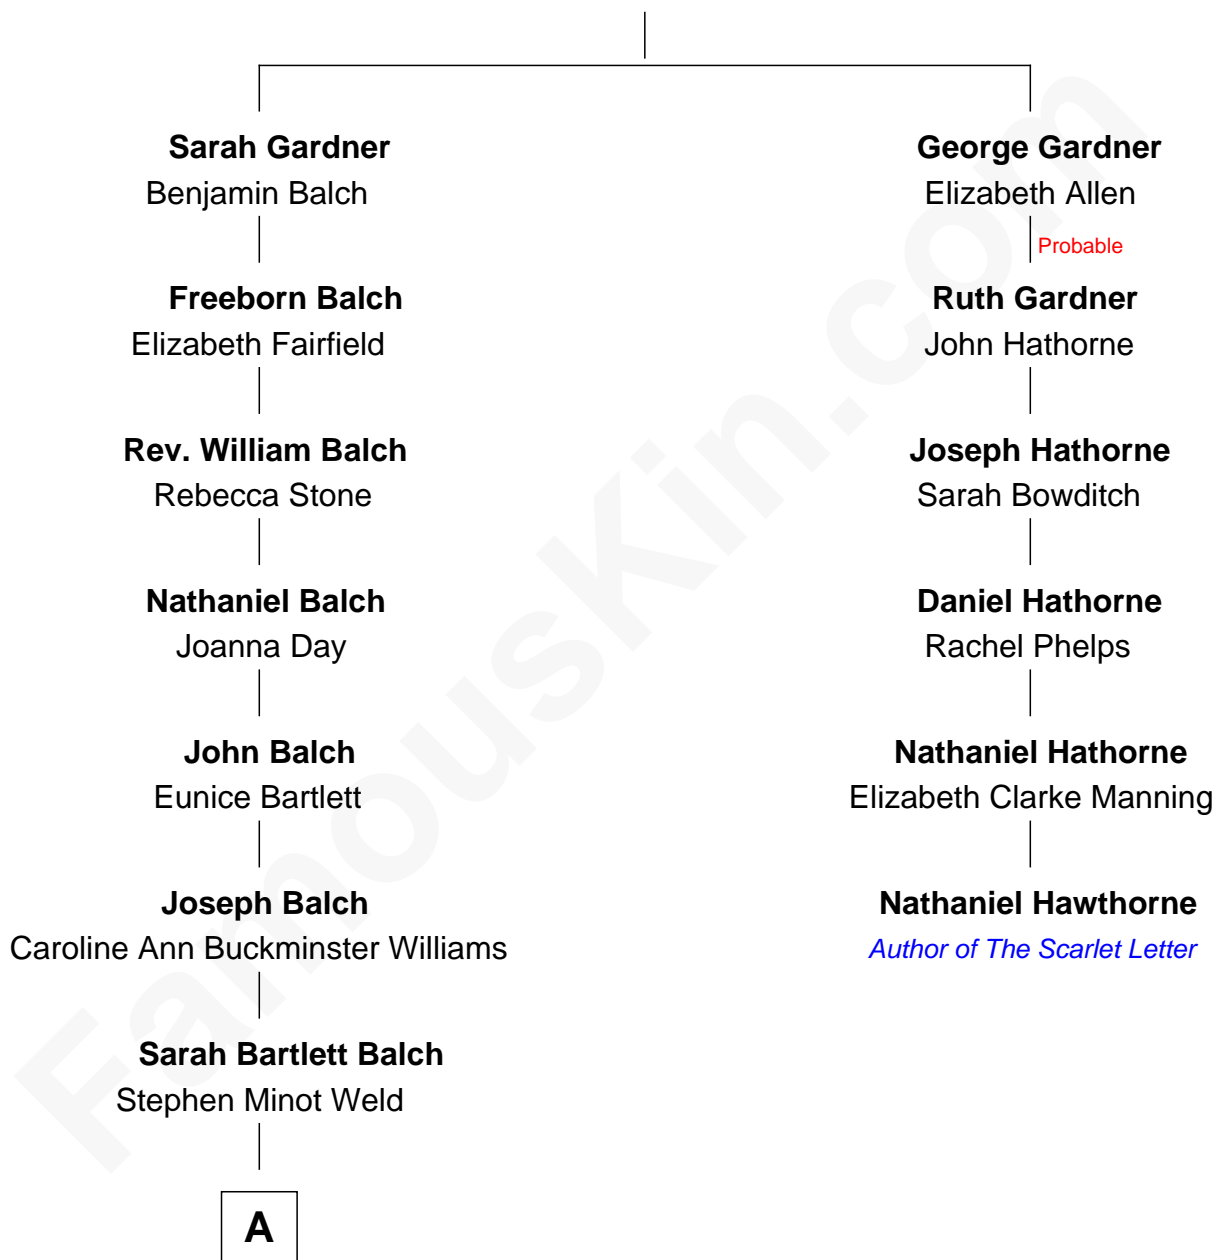 Sarah Gardner
Benjamin Balch
Freeborn Balch
Elizabeth Fairfield
Rev. William Balch
Rebecca Stone
Nathaniel Balch
Joanna Day
John Balch
Eunice Bartlett
Joseph Balch
Caroline Ann Buckminster Williams
Sarah Bartlett Balch
Stephen Minot Weld
A
George Gardner
Elizabeth Allen
Probable
Ruth Gardner
John Hathorne
Joseph Hathorne
Sarah Bowditch
Daniel Hathorne
Rachel Phelps
Nathaniel Hathorne
Elizabeth Clarke Manning
Nathaniel Hawthorne
Author of The Scarlet Letter
FamousKin.com